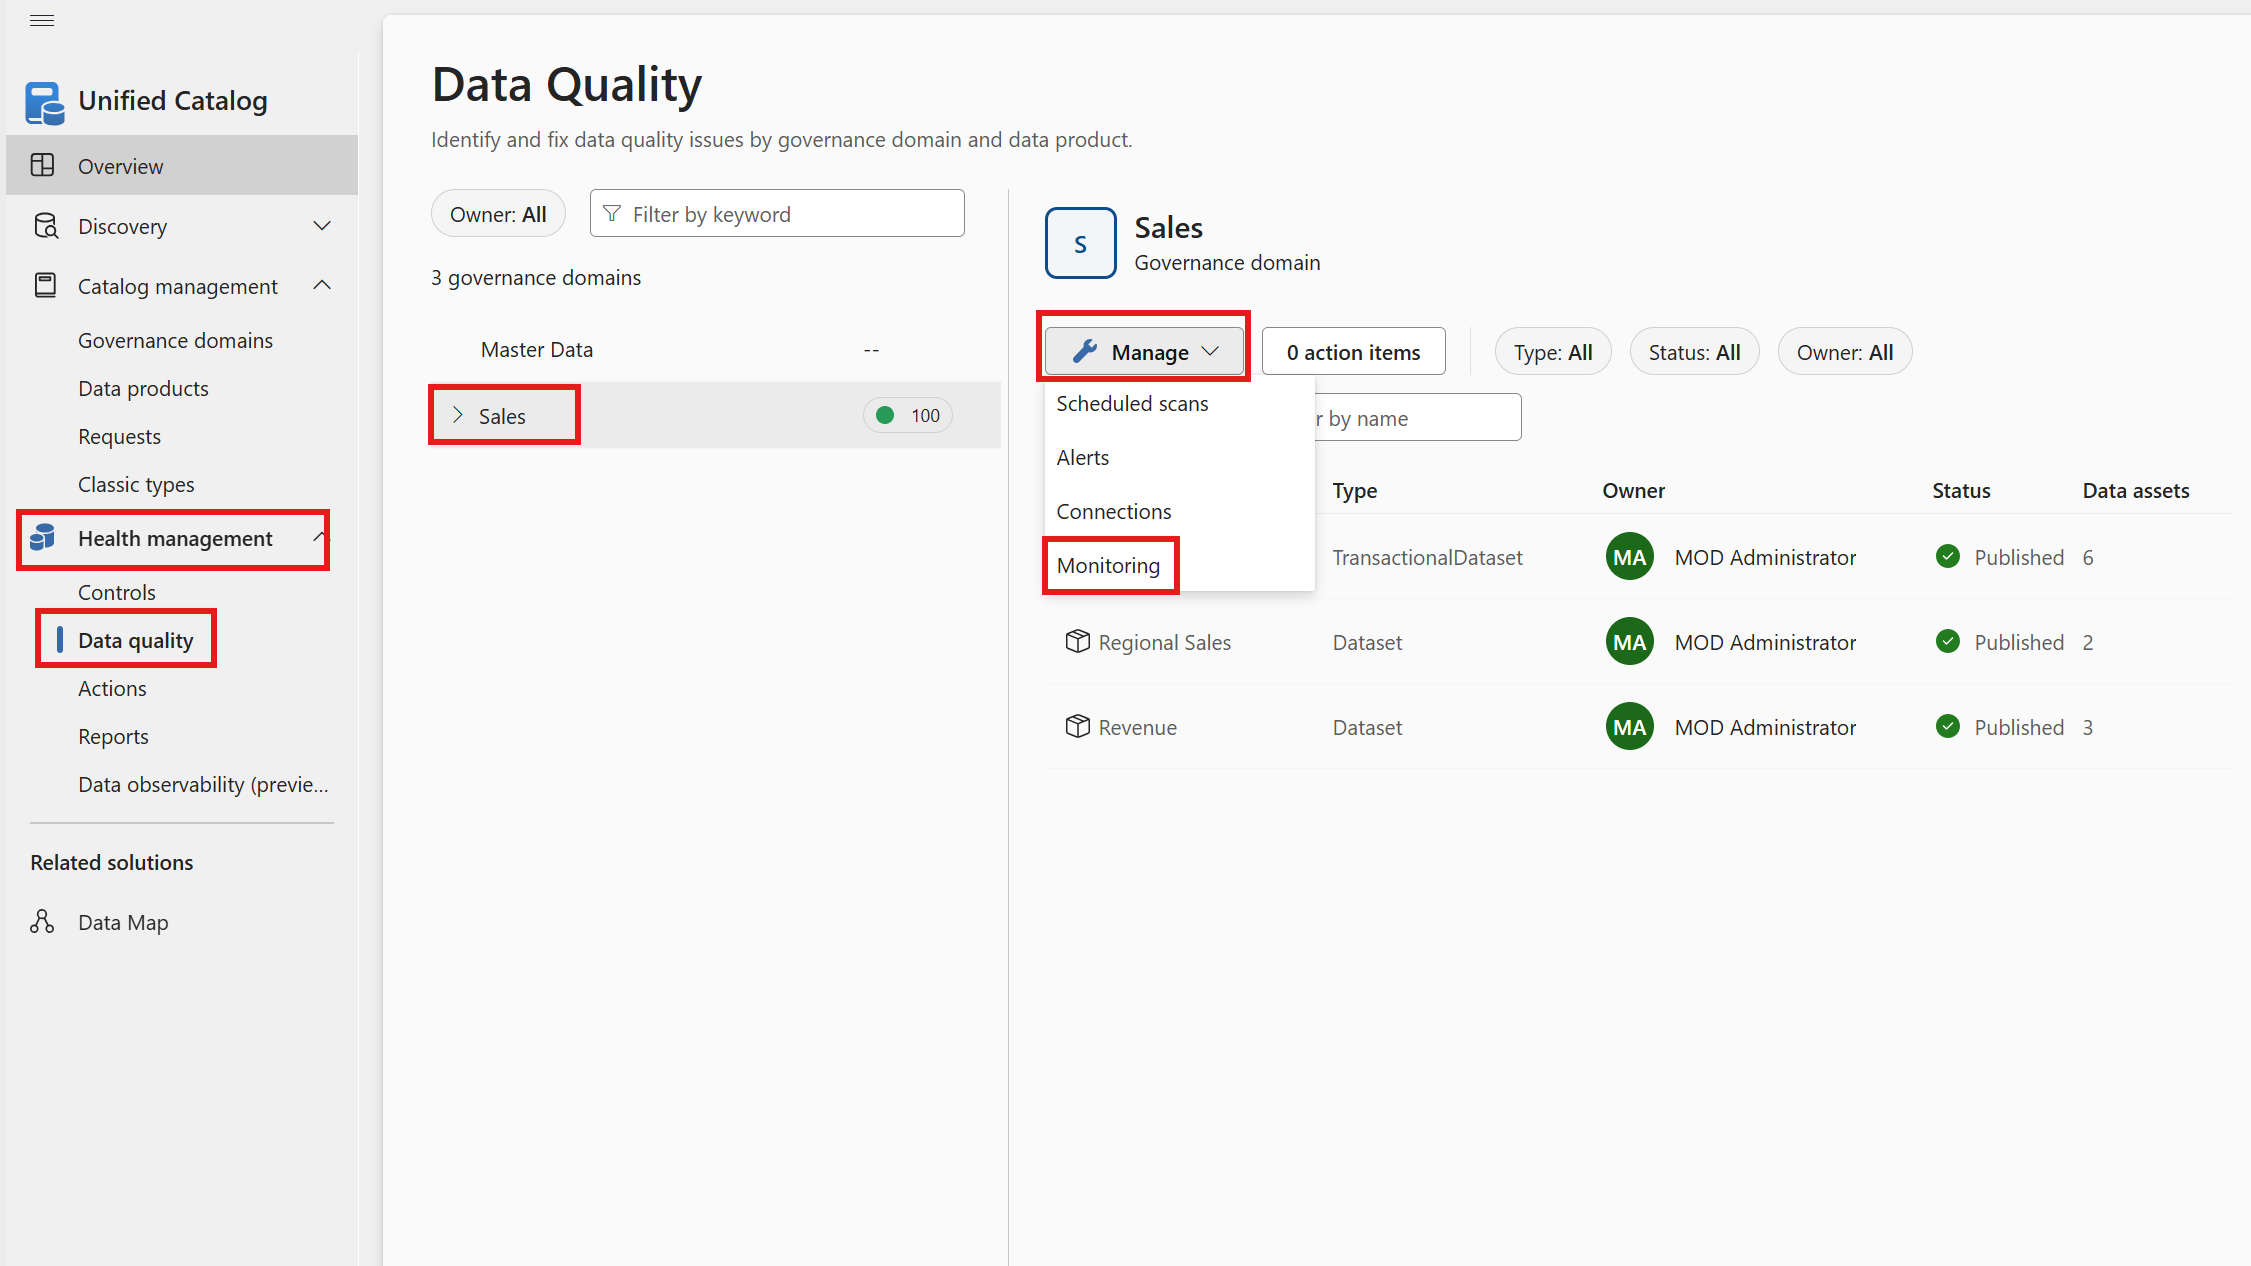 Unified Catalog
Overview
Discovery
Catalog management
Governance domains
Data products
Requests
Classic types
Health management
Controls
Data quality
Actions
Reports
Data observability (previe...
Related solutions
Data Map
Data Quality
Identify and fix data quality issues by governance domain and data product.
Owner: All
Filter by keyword
3 governance domains
Master Data --
Sales 100
S
Sales
Governance domain
Manage
0 action items
Type: All
Status: All
Owner: All
Scheduled scans
Alerts
Connections
Monitoring
r by name
Type Owner Status Data assets
TransactionalDataset MA MOD Administrator Published 6
Regional Sales Dataset MA MOD Administrator Published 2
Revenue Dataset MA MOD Administrator Published 3